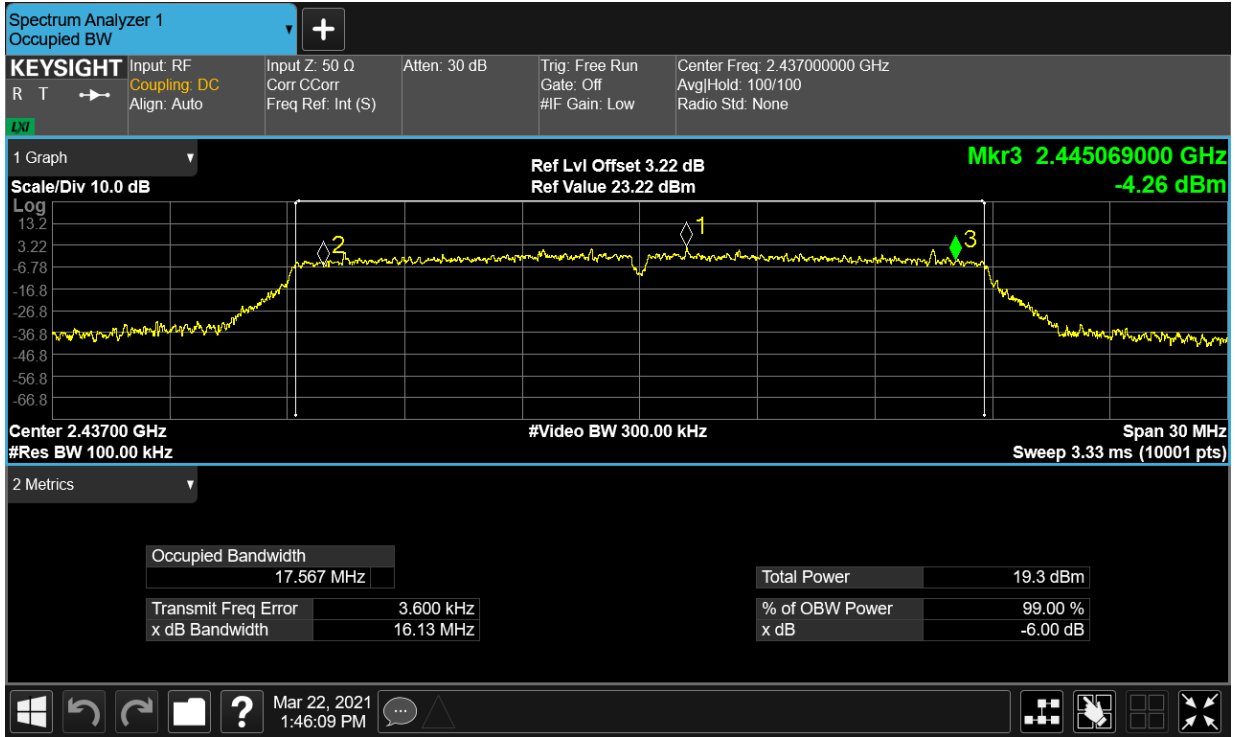 Spectrum Analyzer 1
Occupied BW
KEYSIGHT
R T
LXI
Input: RF
Coupling: DC
Align: Auto
Input Z: 50 Ω
Corr CCorr
Freq Ref: Int (S)
Atten: 30 dB
Trig: Free Run
Gate: Off
#IF Gain: Low
Center Freq: 2.437000000 GHz
Avg|Hold: 100/100
Radio Std: None
1 Graph
Scale/Div 10.0 dB
Ref Lvl Offset 3.22 dB
Ref Value 23.22 dBm
Mkr3 2.445069000 GHz
-4.26 dBm
Log
13.2
3.22
-6.78
-16.8
-26.8
-36.8
-46.8
-56.8
-66.8
2
1
3
Center 2.43700 GHz
#Res BW 100.00 kHz
#Video BW 300.00 kHz
Span 30 MHz
Sweep 3.33 ms (10001 pts)
2 Metrics
Occupied Bandwidth
17.567 MHz
Transmit Freq Error 3.600 kHz
x dB Bandwidth 16.13 MHz
Total Power 19.3 dBm
% of OBW Power 99.00 %
x dB -6.00 dB
?
Mar 22, 2021
1:46:09 PM